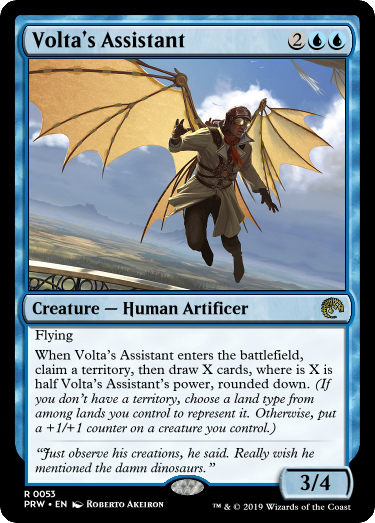 Volta's Assistant 2
Creature — Human Artificer
Flying
When Volta's Assistant enters the battlefield,
claim a territory, then draw X cards, where is X is
half Volta's Assistant's power, rounded down. (If
you don't have a territory, choose a land type from
among lands you control to represent it. Otherwise, put
a +1/+1 counter on a creature you control.)
"Just observe his creations, he said. Really wish he
mentioned the damn dinosaurs."
3/4
R 0053
PRW • EN Roberto Akeiron
™ & © 2019 Wizards of the Coast